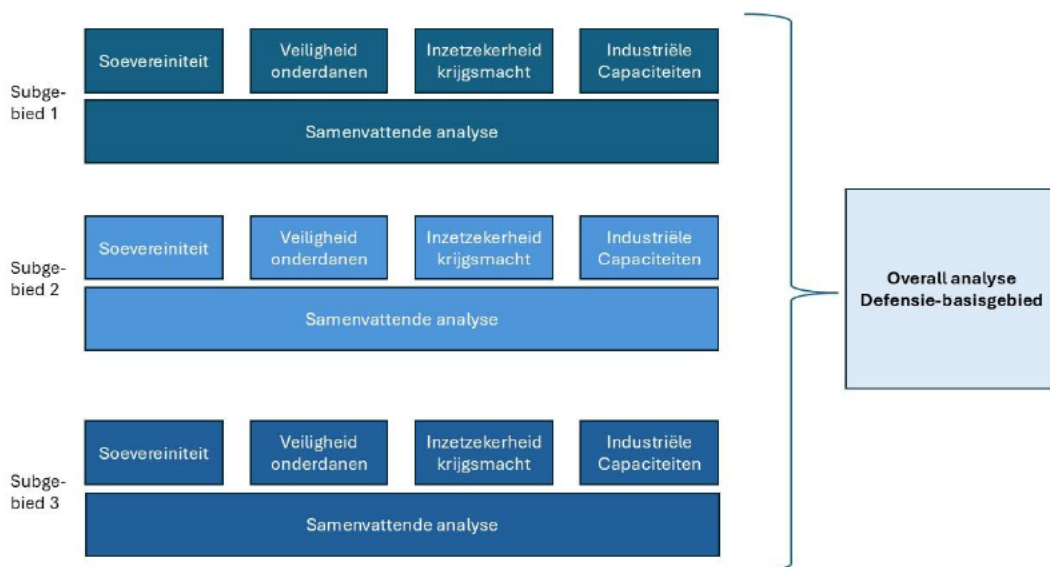 Subge-
bied 1
Soevereiniteit
Veiligheid
onderdanen
Inzetzekerheid
krijgsmacht
Industriële
Capaciteiten
Samenvattende analyse
Subge-
bied 2
Soevereiniteit
Veiligheid
onderdanen
Inzetzekerheid
krijgsmacht
Industriële
Capaciteiten
Samenvattende analyse
Subge-
bied 3
Soevereiniteit
Veiligheid
onderdanen
Inzetzekerheid
krijgsmacht
Industriële
Capaciteiten
Samenvattende analyse
Overall analyse
Defensie-basisgebied